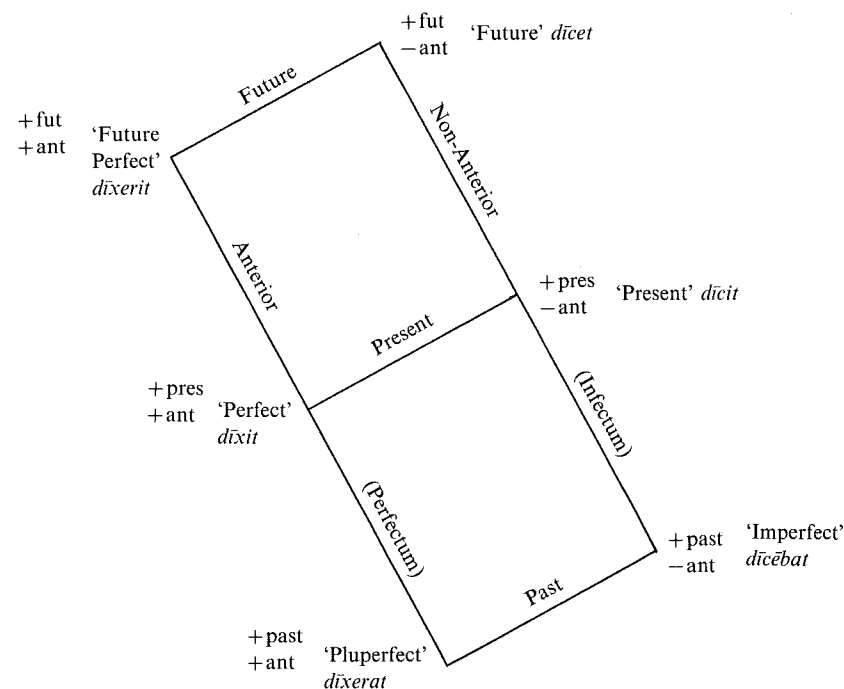 +fut
−ant
‘Future’ dīcet
Future
+fut
+ant
‘Future
Perfect’
dīxerit
Non-Anterior
Anterior
+pres
−ant
‘Present’ dīcit
Present
+pres
+ant
‘Perfect’
dīxit
(Infectum)
(Perfectum)
+past
−ant
‘Imperfect’
dīcēbat
Past
+past
+ant
‘Pluperfect’
dīxerat